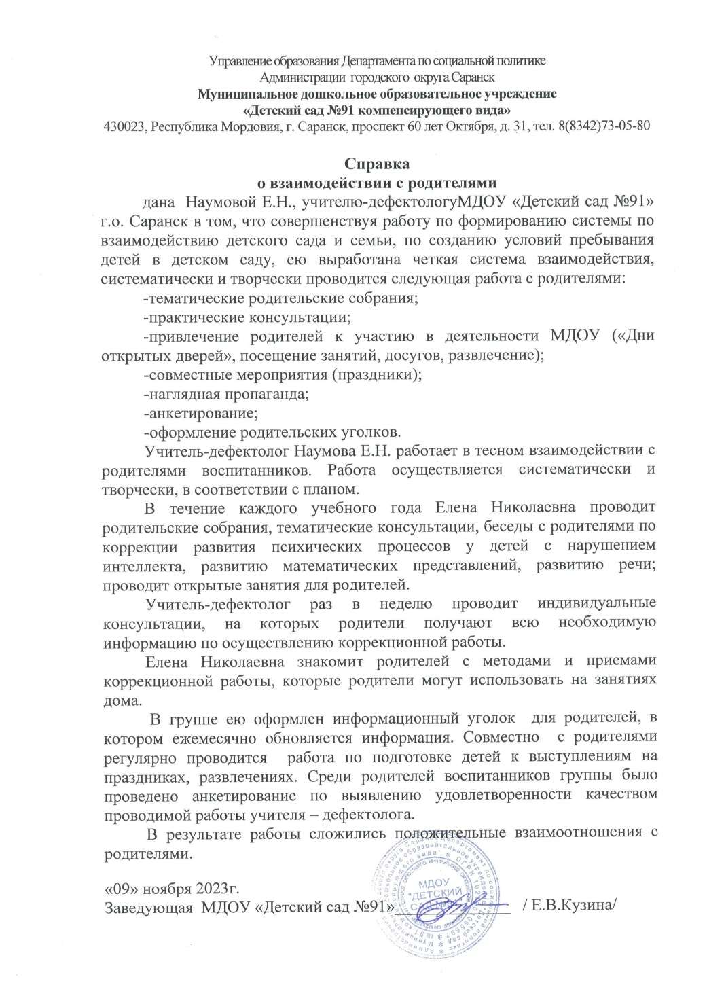 Управление образования Департамента по социальной политике
Администрации городского округа Саранск
Муниципальное дошкольное образовательное учреждение
«Детский сад №91 компенсирующего вида»
430023, Республика Мордовия, г. Саранск, проспект 60 лет Октября, д. 31, тел. 8(8342)73-05-80
Справка
о взаимодействии с родителями
дана Наумовой Е.Н., учителю-дефектологуМДОУ «Детский сад №91»
г.о. Саранск в том, что совершенствуя работу по формированию системы по
взаимодействию детского сада и семьи, по созданию условий пребывания
детей в детском саду, ею выработана четкая система взаимодействия,
систематически и творчески проводится следующая работа с родителями:
-тематические родительские собрания;
-практические консультации;
-привлечение родителей к участию в деятельности МДОУ («Дни
открытых дверей», посещение занятий, досугов, развлечение);
-совместные мероприятия (праздники);
-наглядная пропаганда;
-анкетирование;
-оформление родительских уголков.
Учитель-дефектолог Наумова Е.Н. работает в тесном взаимодействии с
родителями воспитанников. Работа осуществляется систематически и
творчески, в соответствии с планом.
В течение каждого учебного года Елена Николаевна проводит
родительские собрания, тематические консультации, беседы с родителями по
коррекции развития психических процессов у детей с нарушением
интеллекта, развитию математических представлений, развитию речи;
проводит открытые занятия для родителей.
Учитель-дефектолог раз в неделю проводит индивидуальные
консультации, на которых родители получают всю необходимую
информацию по осуществлению коррекционной работы.
Елена Николаевна знакомит родителей с методами и приемами
коррекционной работы, которые родители могут использовать на занятиях
дома.
В группе ею оформлен информационный уголок для родителей, в
котором ежемесячно обновляется информация. Совместно с родителями
регулярно проводится работа по подготовке детей к выступлениям на
праздниках, развлечениях. Среди родителей воспитанников группы было
проведено анкетирование по выявлению удовлетворенности качеством
проводимой работы учителя – дефектолога.
В результате работы сложились положительные взаимоотношения с
родителями.
«09» ноября 2023г.
Заведующая МДОУ «Детский сад №91» / Е.В.Кузина/
МДОУ
"ДЕТСКИЙ
САД №91"